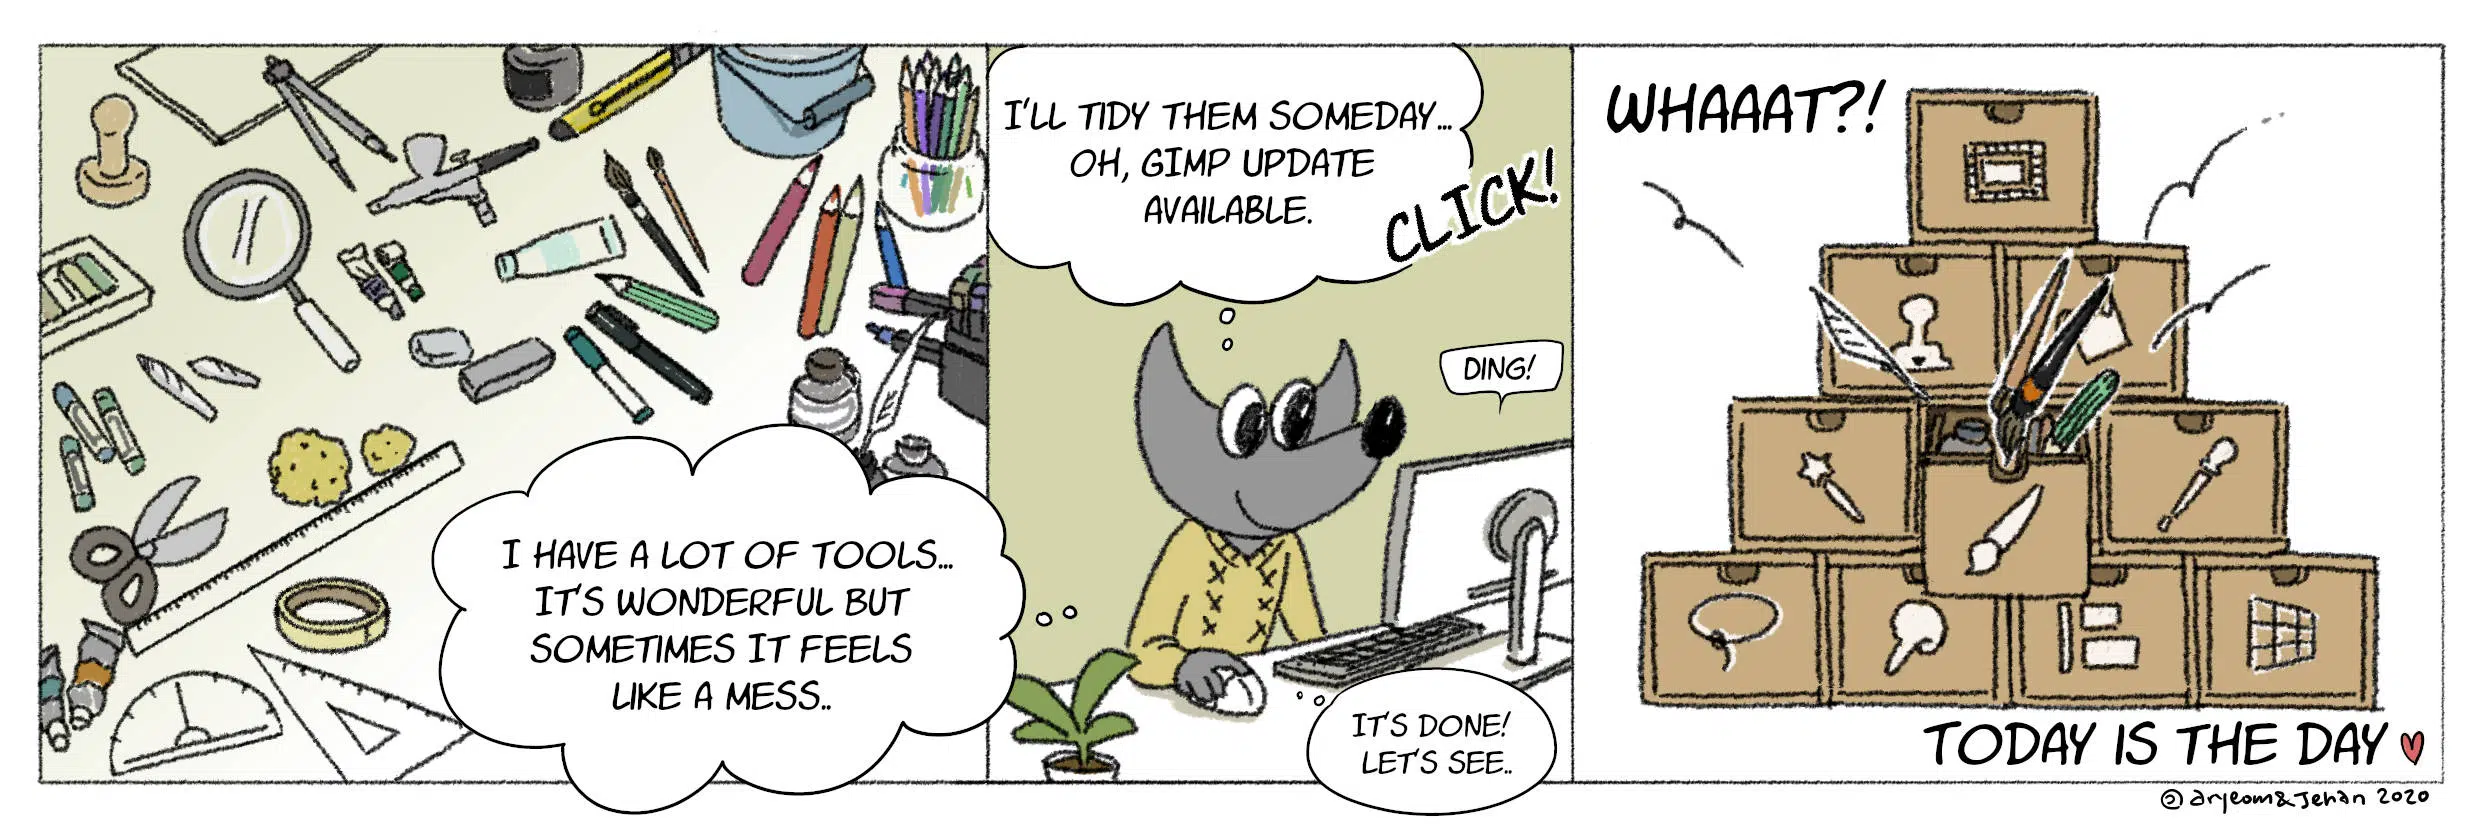 I HAVE A LOT OF TOOLS...
IT'S WONDERFUL BUT
SOMETIMES IT FEELS
LIKE A MESS..
I'LL TIDY THEM SOMEDAY...
OH, GIMP UPDATE
AVAILABLE.
CLICK!
DING!
IT'S DONE!
LET'S SEE..
WHAAAT?!
TODAY IS THE DAY
© aryeom & Jehan 2020